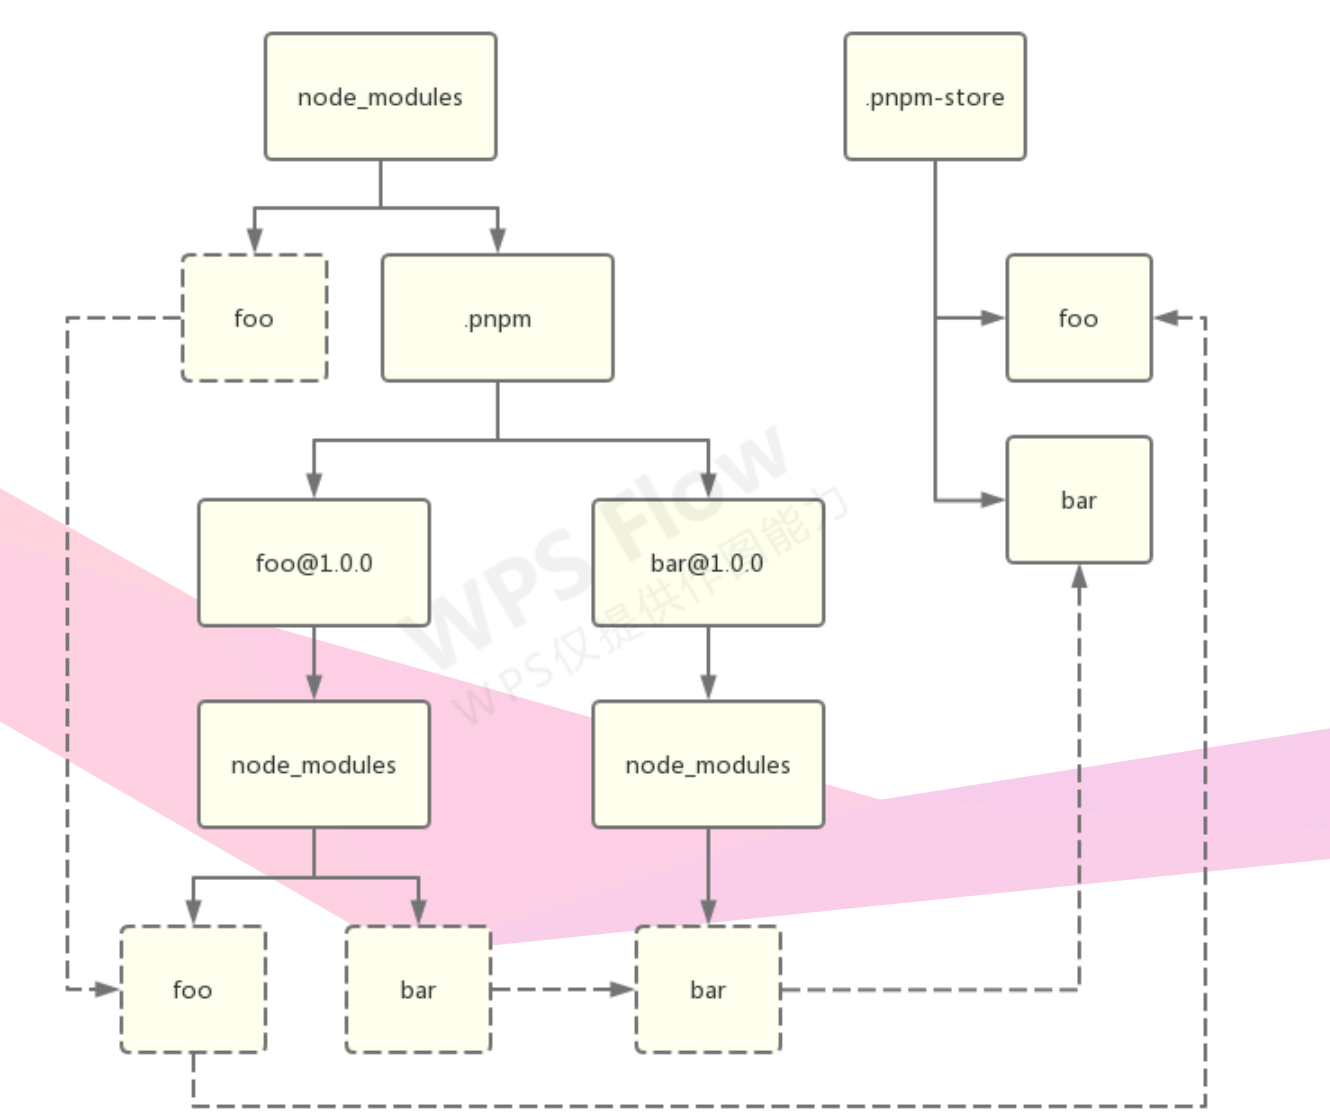 node_modules
.pnpm-store
foo
.pnpm
foo
bar
foo@1.0.0
bar@1.0.0
WPS Flow
WPS仅提供作图能力
node_modules
node_modules
foo
bar
bar